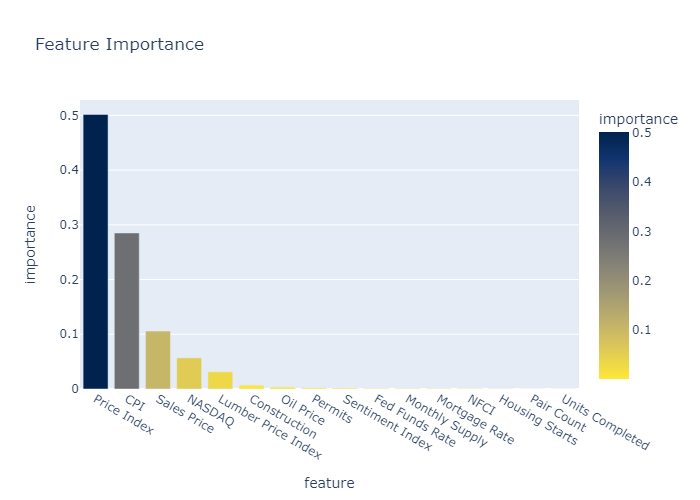 Feature Importance
importance
0.5
0.4
0.3
0.2
0.1
0
importance
0.5
0.4
0.3
0.2
0.1
Price Index
CPI
Sales Price
NASDAQ
Lumber Price Index
Construction
Oil Price
Permits
Sentiment Index
Fed Funds Rate
Monthly Supply
Mortgage Rate
NFCI
Housing Starts
Pair Count
Units Completed
feature